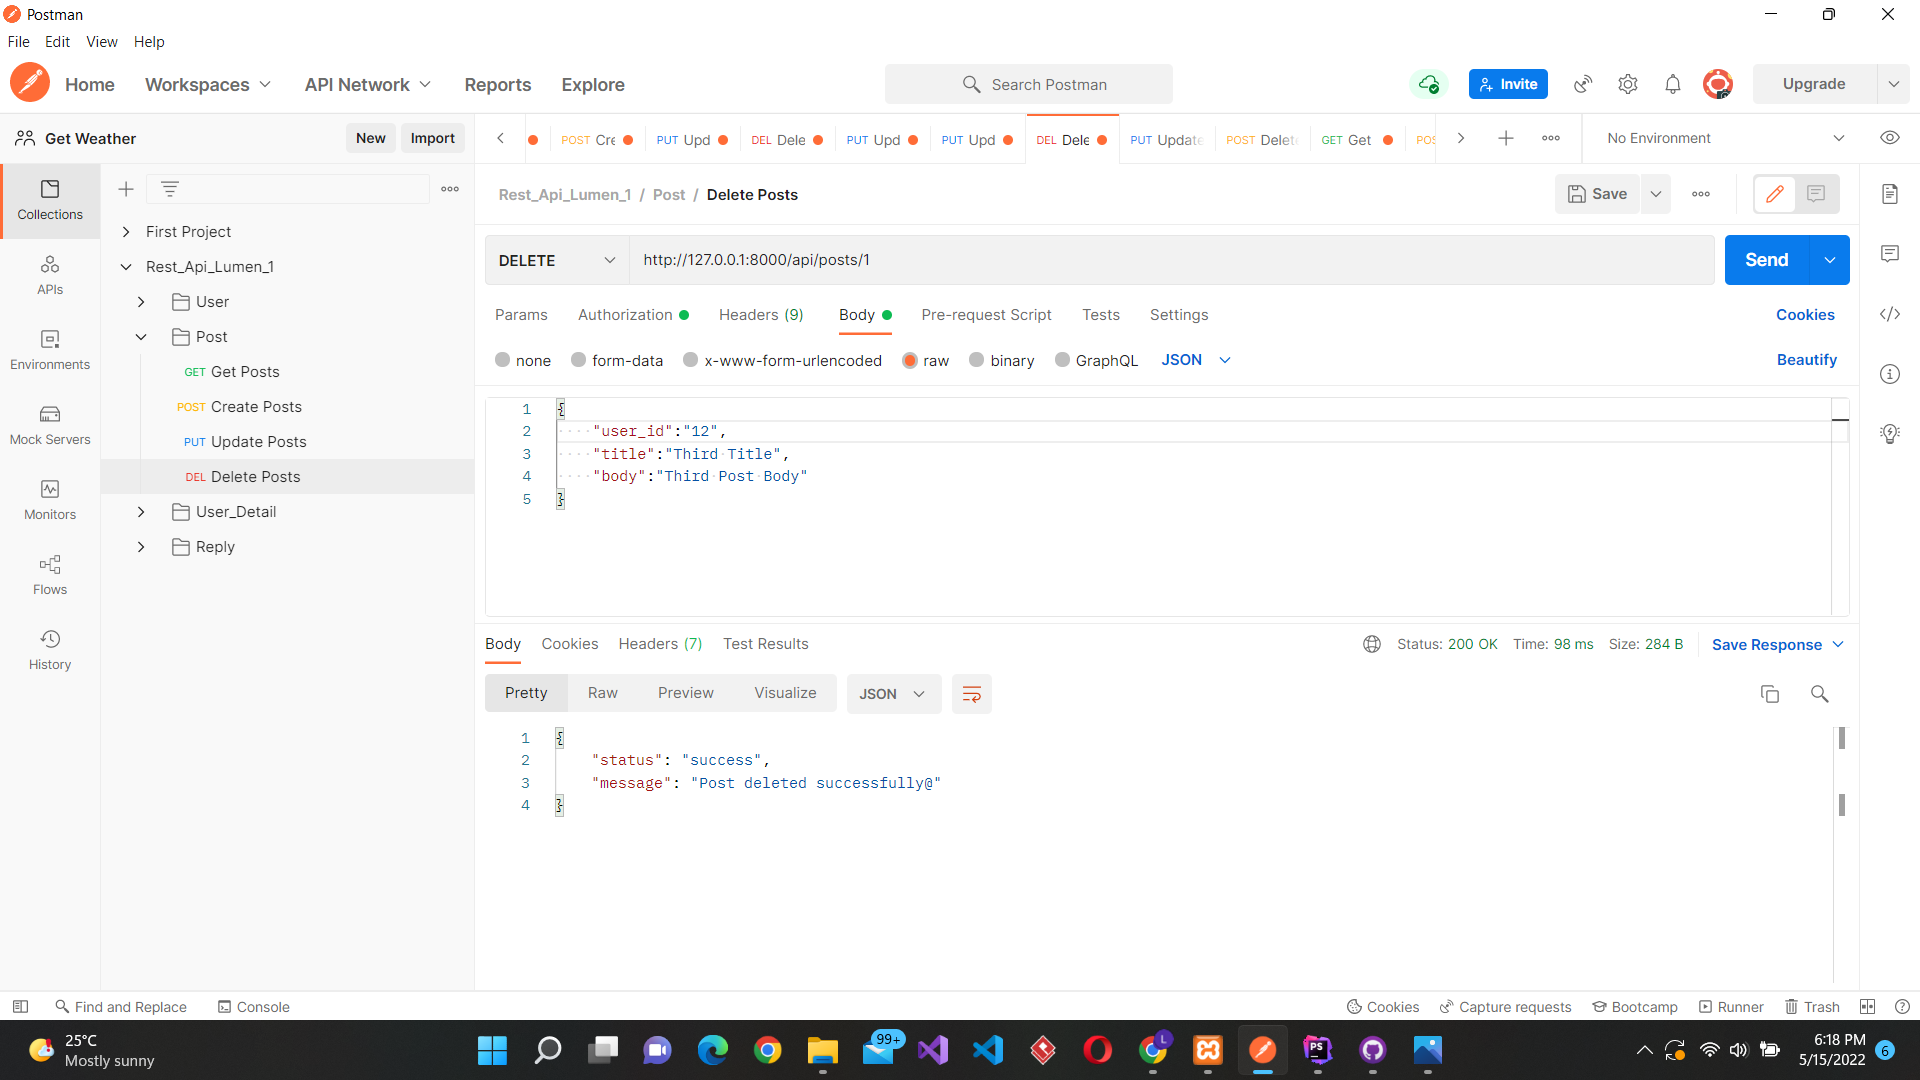 Postman
File Edit View Help
Home Workspaces API Network Reports Explore Search Postman Invite Upgrade
Get Weather New Import
POST Cre PUT Upd DEL Dele PUT Upd PUT Upd DEL Dele PUT Update POST Delete GET Get POS No Environment
Collections
APIs
Environments
Mock Servers
Monitors
Flows
History
First Project
Rest_Api_Lumen_1
User
Post
GET Get Posts
POST Create Posts
PUT Update Posts
DEL Delete Posts
User_Detail
Reply
Rest_Api_Lumen_1 / Post / Delete Posts Save
DELETE http://127.0.0.1:8000/api/posts/1 Send
Params Authorization Headers (9) Body Pre-request Script Tests Settings Cookies
none form-data x-www-form-urlencoded raw binary GraphQL JSON Beautify
1 {
2 "user_id":"12",
3 "title":"Third Title",
4 "body":"Third Post Body"
5 }
Body Cookies Headers (7) Test Results Status: 200 OK Time: 98 ms Size: 284 B Save Response
Pretty Raw Preview Visualize JSON
1 {
2 "status": "success",
3 "message": "Post deleted successfully@"
4 }
Find and Replace Console Cookies Capture requests Bootcamp Runner Trash
25°C
Mostly sunny
99+
L
PS
6:18 PM
5/15/2022
6